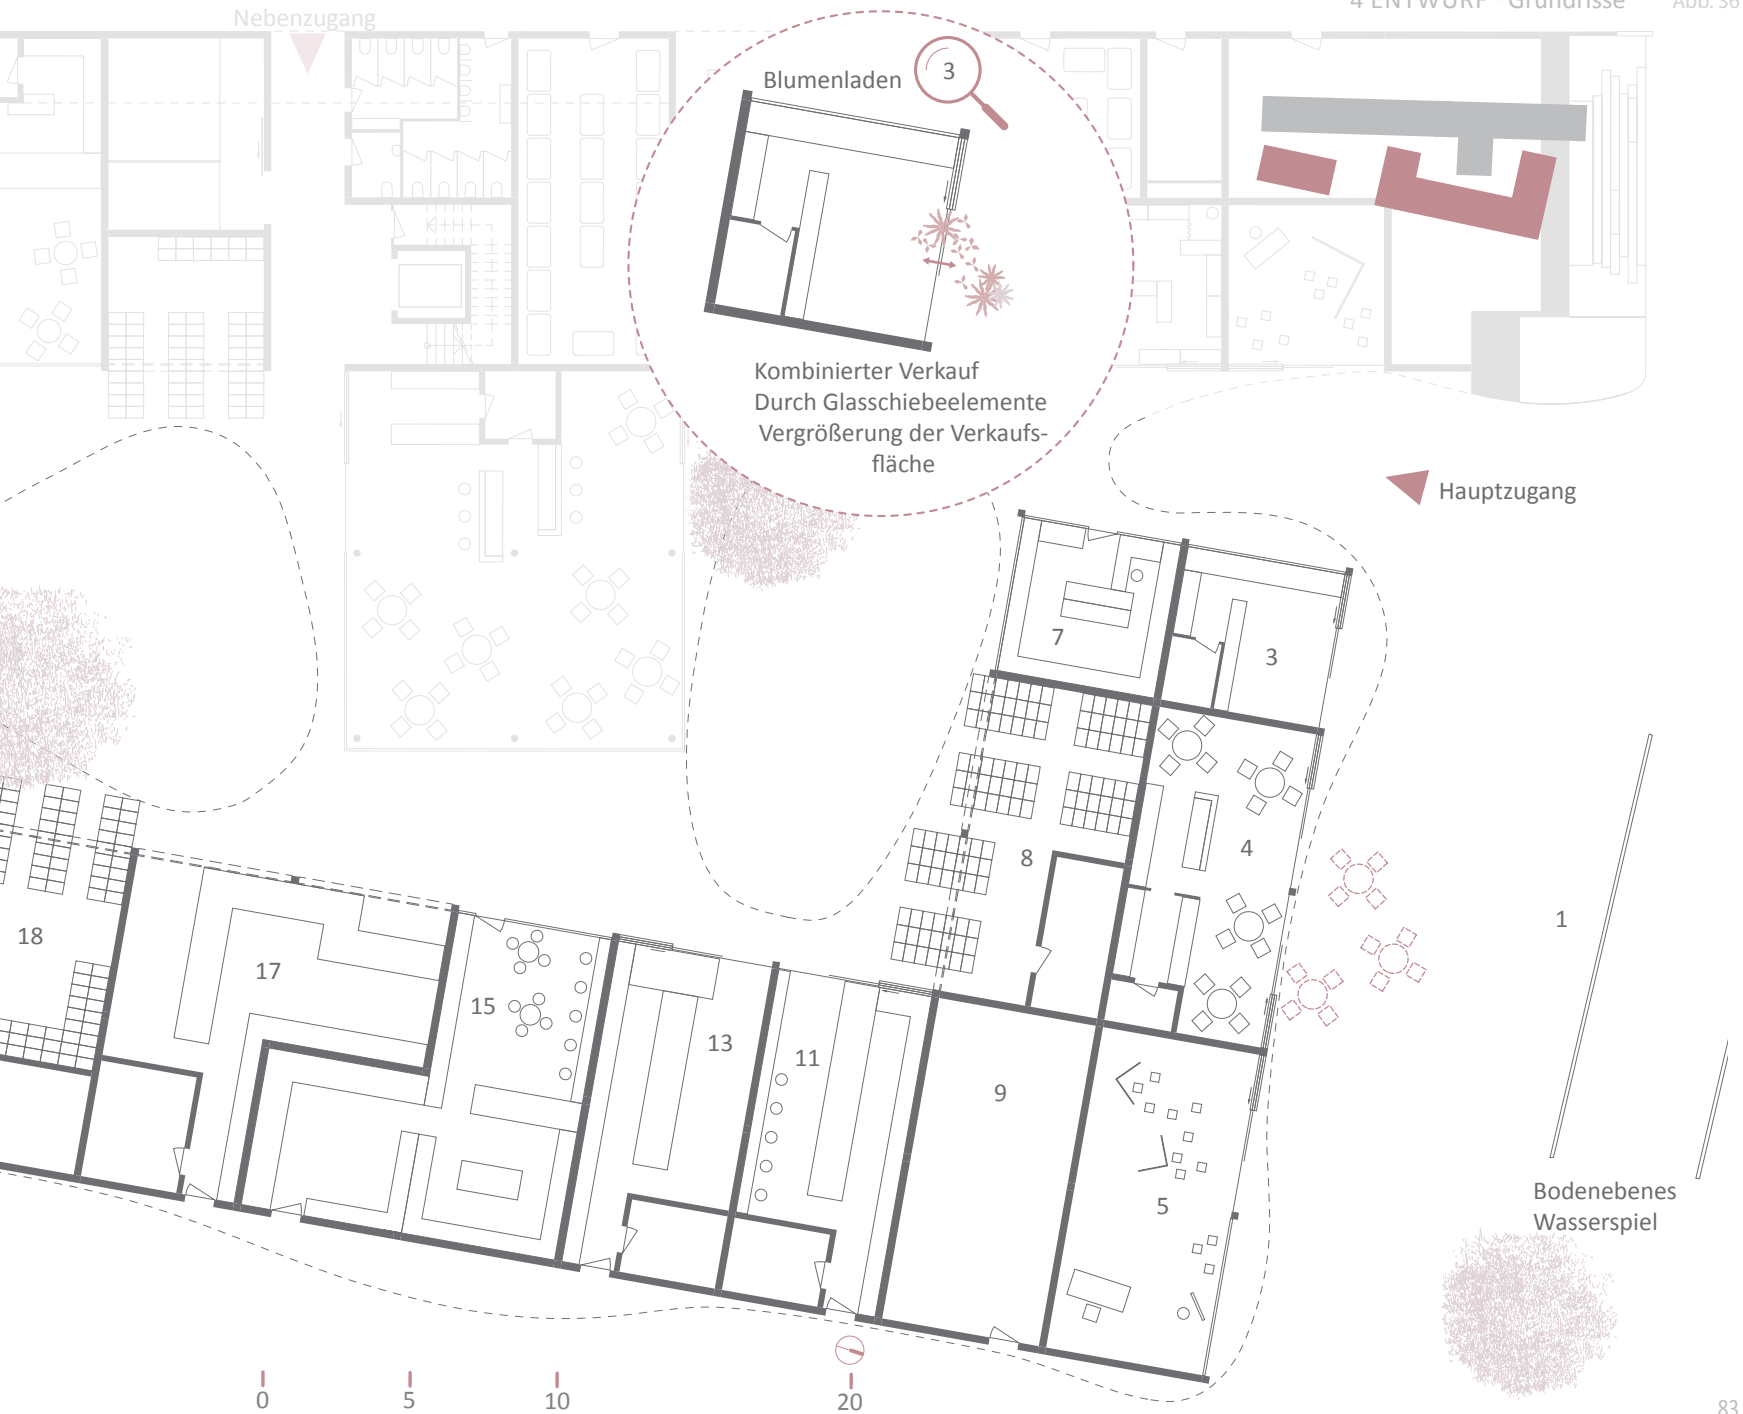 4 ENTWURF · Grundrisse Abb. 36
Nebenzugang
Blumenladen
3
Kombinierter Verkauf
Durch Glasschiebeelemente
Vergrößerung der Verkaufs-
fläche
Hauptzugang
7
3
8
4
1
18
17
15
13
11
9
5
Bodenebenes
Wasserspiel
0 5 10 20
83